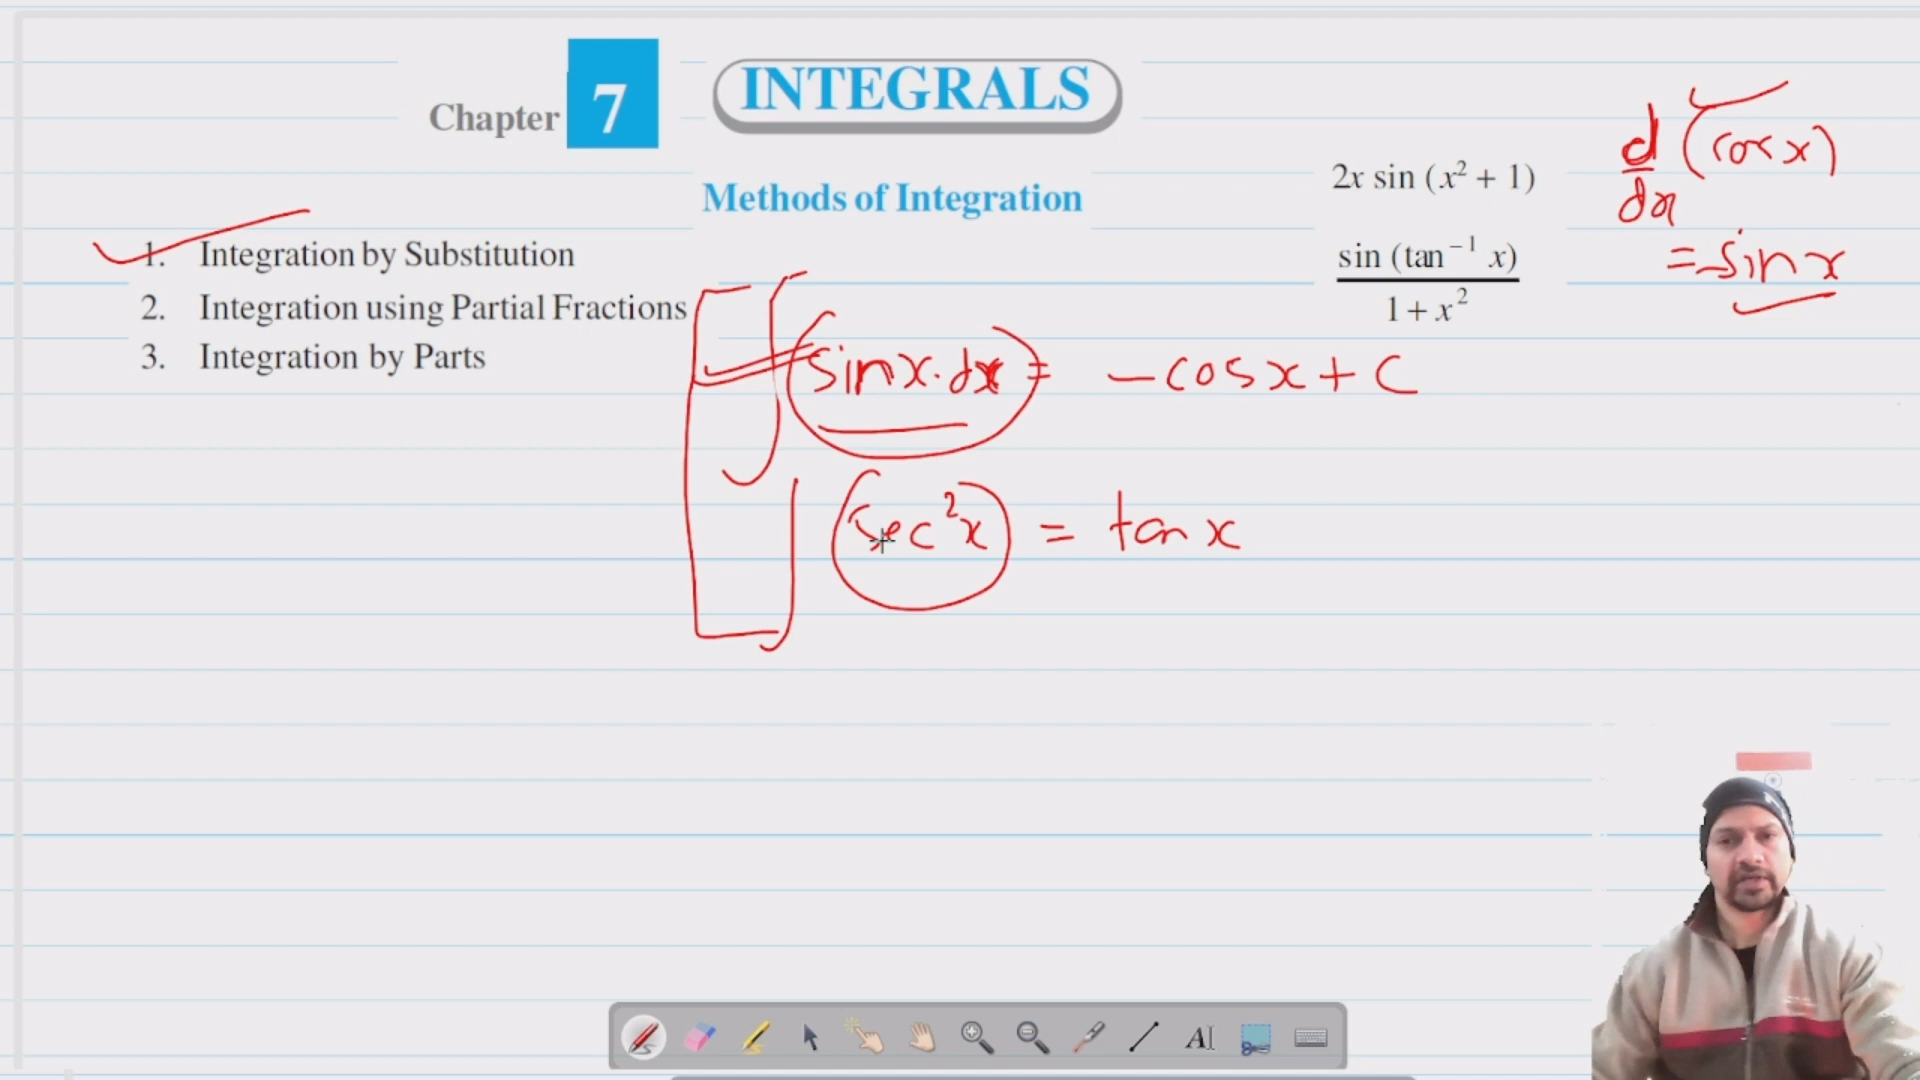 Chapter 7 INTEGRALS
Methods of Integration
1. Integration by Substitution
2. Integration using Partial Fractions
3. Integration by Parts
2x sin (x² + 1)
sin (tan⁻¹ x)
1 + x²
d (cos x)
dx
= -sin x
∫ sin x . dx = -cos x + C
∫ sec²x = tan x
AI